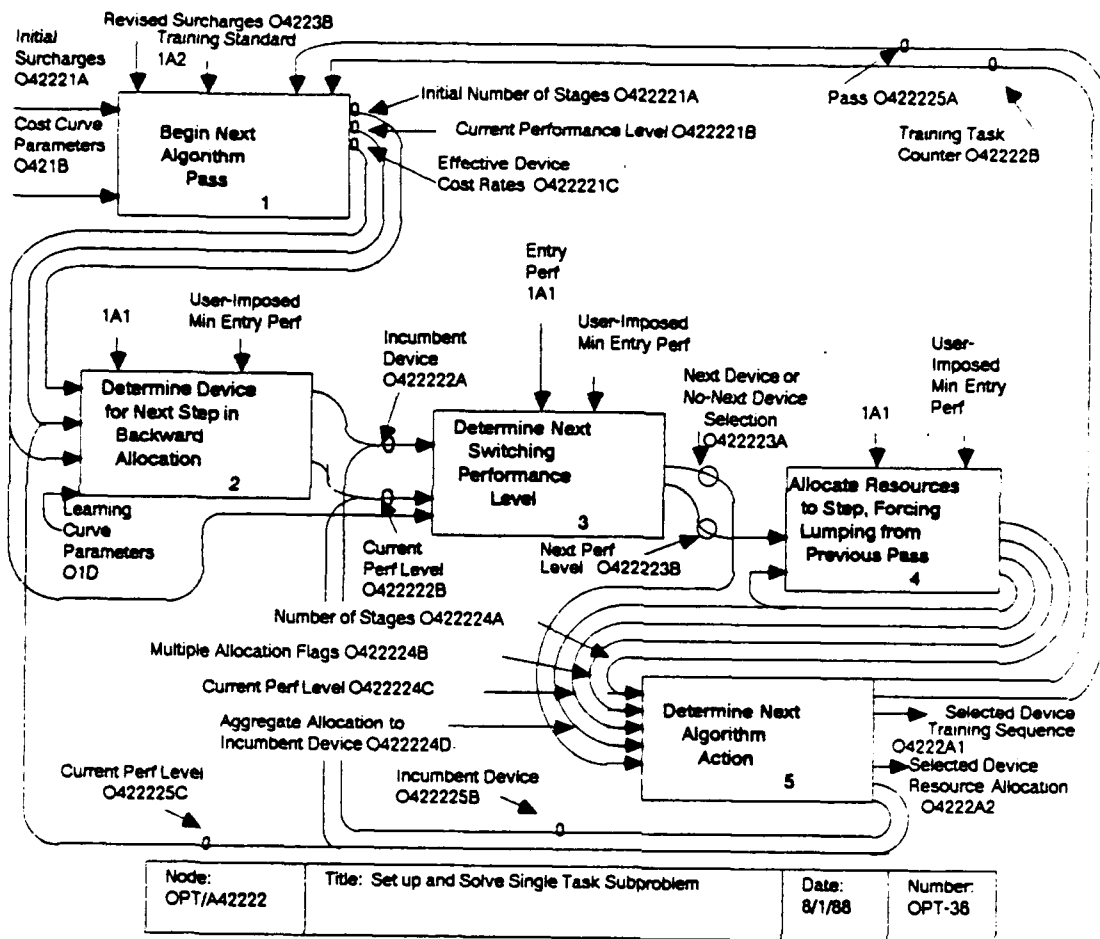 Revised Surcharges O4223B
Initial
Surcharges
O42221A
Training Standard
1A2
Cost Curve
Parameters
O421B
Begin Next
Algorithm
Pass
1
Initial Number of Stages O422221A
Current Performance Level O422221B
Effective Device
Cost Rates O422221C
Pass O422225A
Training Task
Counter O42222B
1A1
User-Imposed
Min Entry Perf
Determine Device
for Next Step in
Backward
Allocation
2
Learning
Curve
Parameters
O1D
Incumbent
Device
O422222A
Current
Perf Level
O422222B
Entry
Perf
1A1
User-Imposed
Min Entry Perf
Determine Next
Switching
Performance
Level
3
Next Device or
No-Next Device
Selection
O422223A
Next Perf
Level O422223B
1A1
User-
Imposed
Min Entry
Perf
Allocate Resources
to Step, Forcing
Lumping from
Previous Pass
4
Number of Stages O422224A
Multiple Allocation Flags O422224B
Current Perf Level O422224C
Aggregate Allocation to
Incumbent Device O422224D
Determine Next
Algorithm
Action
5
Selected Device
Training Sequence
O4222A1
Selected Device
Resource Allocation
O4222A2
Current Perf Level
O422225C
Incumbent Device
O422225B
Node:
OPT/A42222
Title: Set up and Solve Single Task Subproblem
Date:
8/1/88
Number:
OPT-38